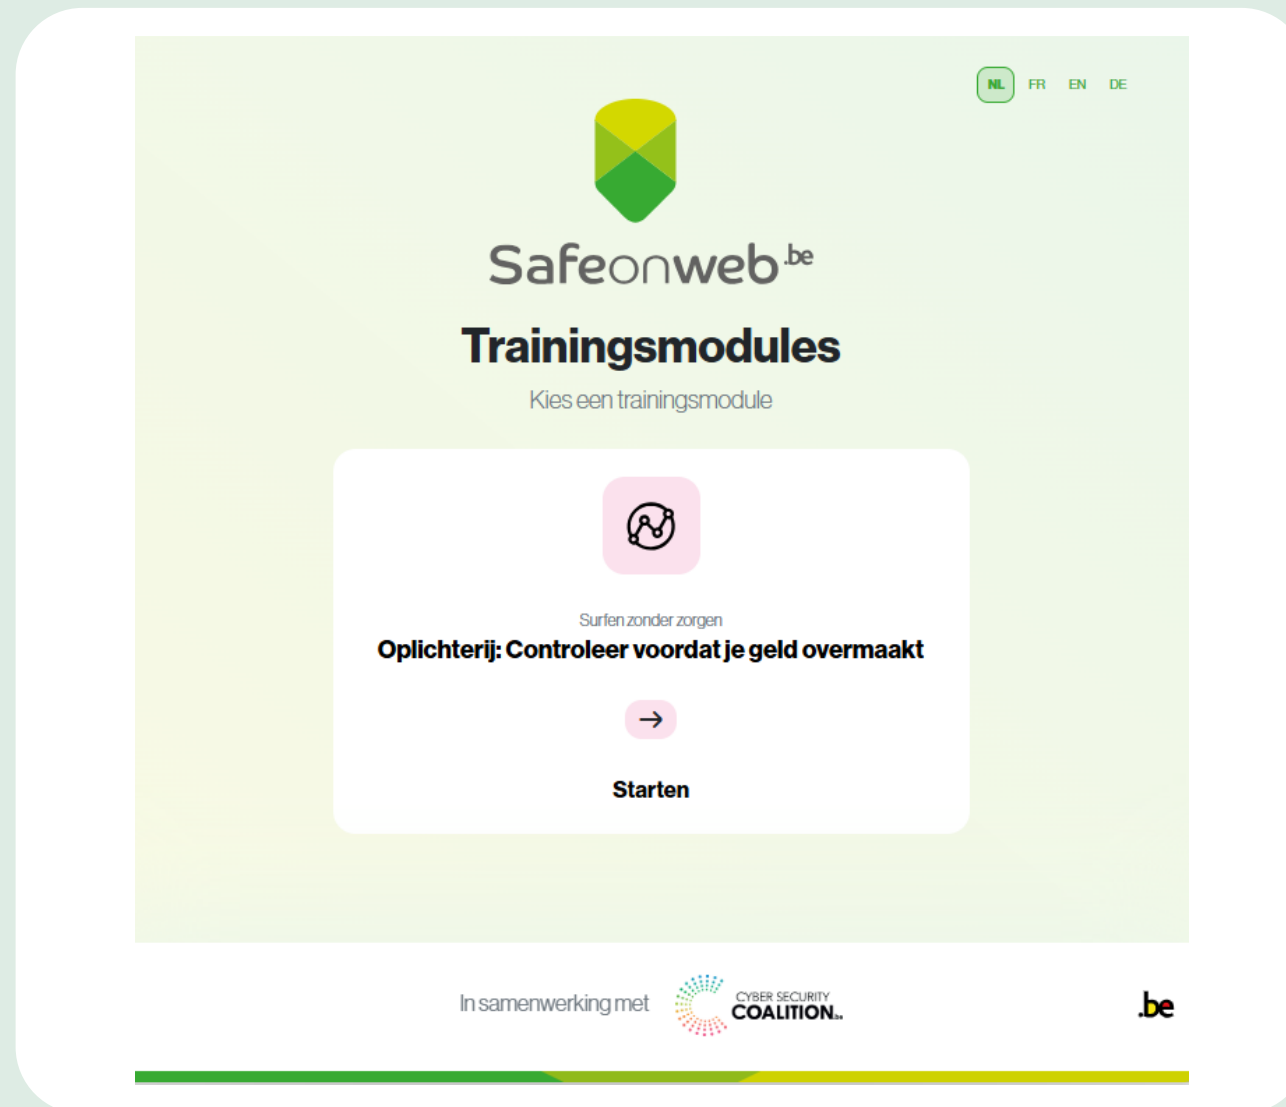 NL FR EN DE
Safeonweb.be
Trainingsmodules
Kies een trainingsmodule
Surfen zonder zorgen
Oplichterij: Controleer voordat je geld overmaakt
Starten
In samenwerking met
CYBER SECURITY
COALITION.be
.be